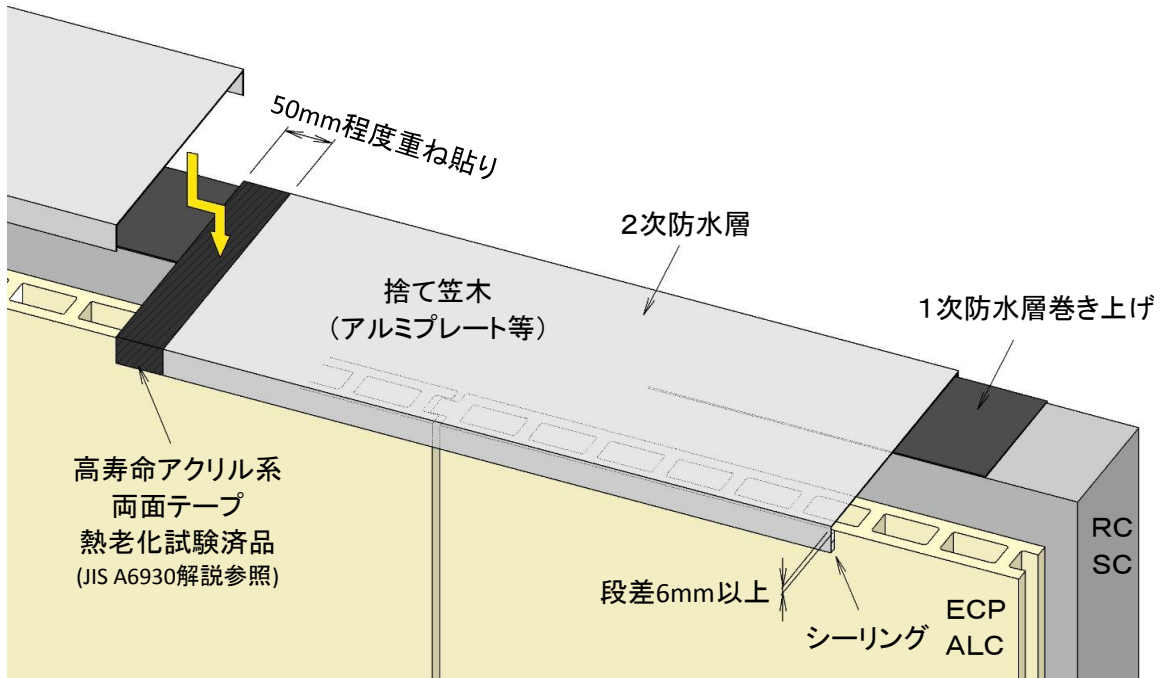 50mm程度重ね貼り
２次防水層
捨て笠木
（アルミプレート等）
１次防水層巻き上げ
高寿命アクリル系
両面テープ
熱老化試験済品
(JIS A6930解説参照)
段差6mm以上
シーリング
ECP
ALC
RC
SC